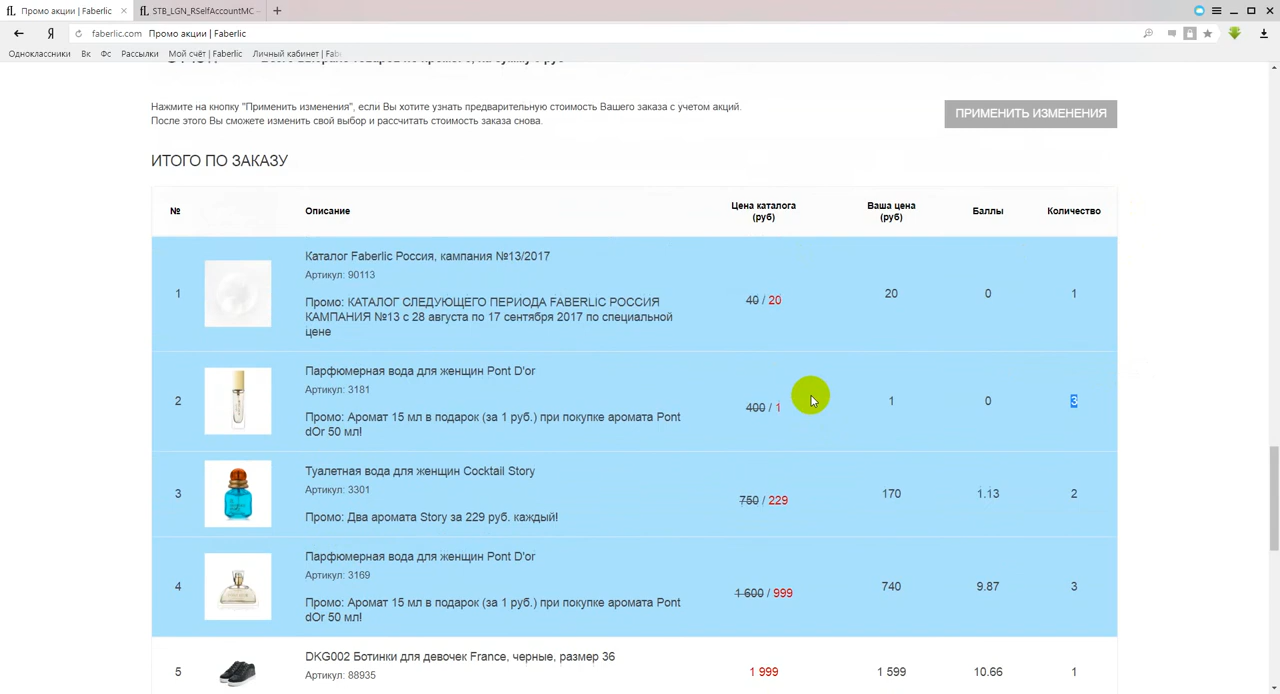 Промо акции | Faberlic
STB_LGN_RSelfAccountMC
faberlic.com Промо акции | Faberlic
Одноклассники Вк Фс Рассылки Мой счёт | Faberlic Личный кабинет | Fab
Нажмите на кнопку "Применить изменения", если Вы хотите узнать предварительную стоимость Вашего заказа с учетом акций.
После этого Вы сможете изменить свой выбор и рассчитать стоимость заказа снова.
ПРИМЕНИТЬ ИЗМЕНЕНИЯ
ИТОГО ПО ЗАКАЗУ
№ Описание Цена каталога (руб) Ваша цена (руб) Баллы Количество
Каталог Faberlic Россия, кампания №13/2017
Артикул: 90113
1 40 / 20 20 0 1
Промо: КАТАЛОГ СЛЕДУЮЩЕГО ПЕРИОДА FABERLIC РОССИЯ
КАМПАНИЯ №13 с 28 августа по 17 сентября 2017 по специальной
цене
Парфюмерная вода для женщин Pont D'or
Артикул: 3181
2 400 / 1 1 0 3
Промо: Аромат 15 мл в подарок (за 1 руб.) при покупке аромата Pont
dOr 50 мл!
Туалетная вода для женщин Cocktail Story
Артикул: 3301
3 750 / 229 170 1.13 2
Промо: Два аромата Story за 229 руб. каждый!
Парфюмерная вода для женщин Pont D'or
Артикул: 3169
4 1 600 / 999 740 9.87 3
Промо: Аромат 15 мл в подарок (за 1 руб.) при покупке аромата Pont
dOr 50 мл!
DKG002 Ботинки для девочек France, черные, размер 36
5 1 999 1 599 10.66 1
Артикул: 88935